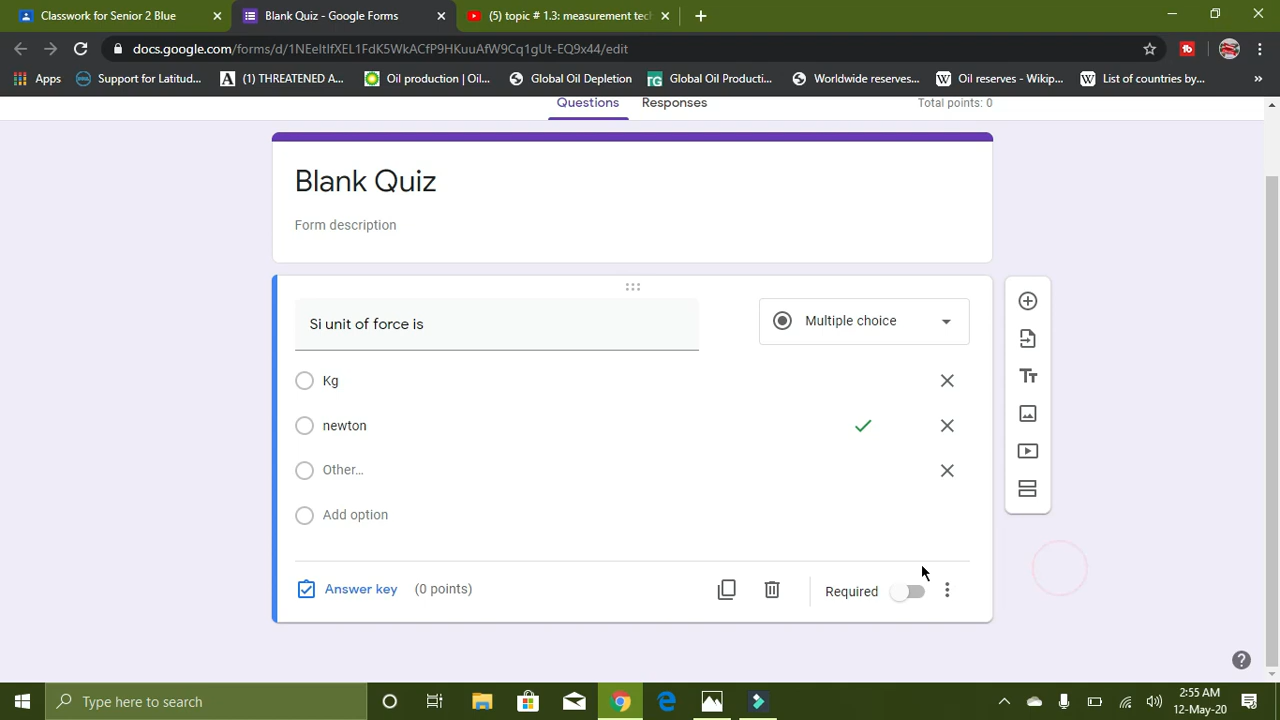 Classwork for Senior 2 Blue
Blank Quiz - Google Forms
(5) topic # 1.3: measurement tec
docs.google.com/forms/d/1NEeltIfXEL1FdK5WkACfP9HKuuAfW9Cq1gUt-EQ9x44/edit
Apps
Support for Latitud...
(1) THREATENED A...
Oil production | Oil...
Global Oil Depletion
Global Oil Producti...
Worldwide reserves...
Oil reserves - Wikip...
List of countries by...
»
Questions
Responses
Total points: 0
Blank Quiz
Form description
Si unit of force is
Multiple choice
Kg
newton
Other...
Add option
Answer key
(0 points)
Required
Type here to search
2:55 AM
12-May-20